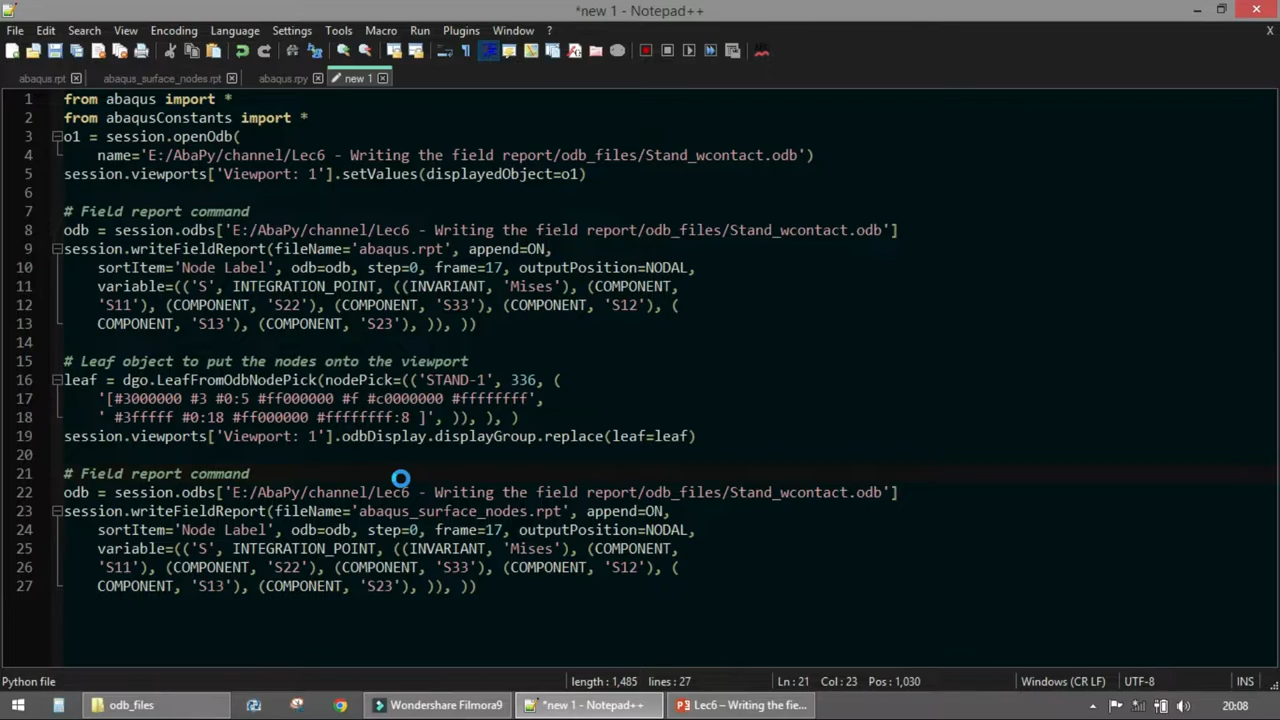 *new 1 - Notepad++
File Edit Search View Encoding Language Settings Tools Macro Run Plugins Window ? X
abaqus.rpt abaqus_surface_nodes.rpt abaqus.rpy new 1
1 from abaqus import *
2 from abaqusConstants import *
3 o1 = session.openOdb(
4 name='E:/AbaPy/channel/Lec6 - Writing the field report/odb_files/Stand_wcontact.odb')
5 session.viewports['Viewport: 1'].setValues(displayedObject=o1)
6
7 # Field report command
8 odb = session.odbs['E:/AbaPy/channel/Lec6 - Writing the field report/odb_files/Stand_wcontact.odb']
9 session.writeFieldReport(fileName='abaqus.rpt', append=ON,
10 sortItem='Node Label', odb=odb, step=0, frame=17, outputPosition=NODAL,
11 variable=(('S', INTEGRATION_POINT, ((INVARIANT, 'Mises'), (COMPONENT,
12 'S11'), (COMPONENT, 'S22'), (COMPONENT, 'S33'), (COMPONENT, 'S12'), (
13 COMPONENT, 'S13'), (COMPONENT, 'S23'), )), ))
14
15 # Leaf object to put the nodes onto the viewport
16 leaf = dgo.LeafFromOdbNodePick(nodePick=(('STAND-1', 336, (
17 '[#3000000 #3 #0:5 #ff000000 #f #c0000000 #ffffffff',
18 ' #3fffff #0:18 #ff000000 #ffffffff:8 ]', )), ), )
19 session.viewports['Viewport: 1'].odbDisplay.displayGroup.replace(leaf=leaf)
20
21 # Field report command
22 odb = session.odbs['E:/AbaPy/channel/Lec6 - Writing the field report/odb_files/Stand_wcontact.odb']
23 session.writeFieldReport(fileName='abaqus_surface_nodes.rpt', append=ON,
24 sortItem='Node Label', odb=odb, step=0, frame=17, outputPosition=NODAL,
25 variable=(('S', INTEGRATION_POINT, ((INVARIANT, 'Mises'), (COMPONENT,
26 'S11'), (COMPONENT, 'S22'), (COMPONENT, 'S33'), (COMPONENT, 'S12'), (
27 COMPONENT, 'S13'), (COMPONENT, 'S23'), )), ))
Python file length : 1,485 lines : 27 Ln : 21 Col : 23 Pos : 1,030 Windows (CR LF) UTF-8 INS
odb_files Wondershare Filmora9 *new 1 - Notepad++ Lec6 – Writing the fie... 20:08